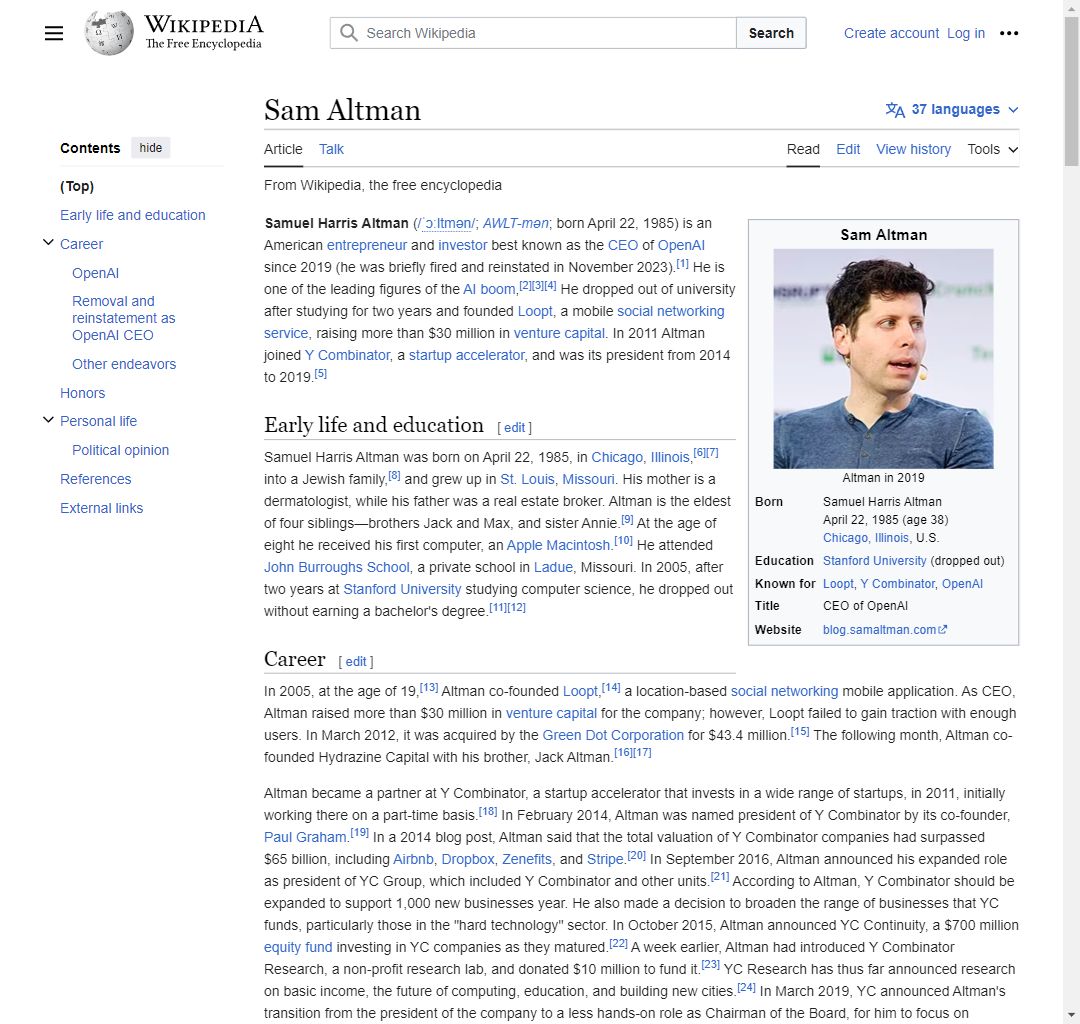 WIKIPEDIA
The Free Encyclopedia
Search Wikipedia
Search
Create account Log in
Contents hide
(Top)
Early life and education
Career
OpenAI
Removal and
reinstatement as
OpenAI CEO
Other endeavors
Honors
Personal life
Political opinion
References
External links
Sam Altman
37 languages
Article Talk
Read Edit View history Tools
From Wikipedia, the free encyclopedia
Samuel Harris Altman (/ˈɔːltmən/; AWLT-mən; born April 22, 1985) is an
American entrepreneur and investor best known as the CEO of OpenAI
since 2019 (he was briefly fired and reinstated in November 2023).[1] He is
one of the leading figures of the AI boom,[2][3][4] He dropped out of university
after studying for two years and founded Loopt, a mobile social networking
service, raising more than $30 million in venture capital. In 2011 Altman
joined Y Combinator, a startup accelerator, and was its president from 2014
to 2019.[5]
Sam Altman
Altman in 2019
Born Samuel Harris Altman
April 22, 1985 (age 38)
Chicago, Illinois, U.S.
Education Stanford University (dropped out)
Known for Loopt, Y Combinator, OpenAI
Title CEO of OpenAI
Website blog.samaltman.com
Early life and education [ edit ]
Samuel Harris Altman was born on April 22, 1985, in Chicago, Illinois,[6][7]
into a Jewish family,[8] and grew up in St. Louis, Missouri. His mother is a
dermatologist, while his father was a real estate broker. Altman is the eldest
of four siblings—brothers Jack and Max, and sister Annie.[9] At the age of
eight he received his first computer, an Apple Macintosh.[10] He attended
John Burroughs School, a private school in Ladue, Missouri. In 2005, after
two years at Stanford University studying computer science, he dropped out
without earning a bachelor's degree.[11][12]
Career [ edit ]
In 2005, at the age of 19,[13] Altman co-founded Loopt,[14] a location-based social networking mobile application. As CEO,
Altman raised more than $30 million in venture capital for the company; however, Loopt failed to gain traction with enough
users. In March 2012, it was acquired by the Green Dot Corporation for $43.4 million.[15] The following month, Altman co-
founded Hydrazine Capital with his brother, Jack Altman.[16][17]
Altman became a partner at Y Combinator, a startup accelerator that invests in a wide range of startups, in 2011, initially
working there on a part-time basis.[18] In February 2014, Altman was named president of Y Combinator by its co-founder,
Paul Graham.[19] In a 2014 blog post, Altman said that the total valuation of Y Combinator companies had surpassed
$65 billion, including Airbnb, Dropbox, Zenefits, and Stripe.[20] In September 2016, Altman announced his expanded role
as president of YC Group, which included Y Combinator and other units.[21] According to Altman, Y Combinator should be
expanded to support 1,000 new businesses year. He also made a decision to broaden the range of businesses that YC
funds, particularly those in the "hard technology" sector. In October 2015, Altman announced YC Continuity, a $700 million
equity fund investing in YC companies as they matured.[22] A week earlier, Altman had introduced Y Combinator
Research, a non-profit research lab, and donated $10 million to fund it.[23] YC Research has thus far announced research
on basic income, the future of computing, education, and building new cities.[24] In March 2019, YC announced Altman's
transition from the president of the company to a less hands-on role as Chairman of the Board, for him to focus on